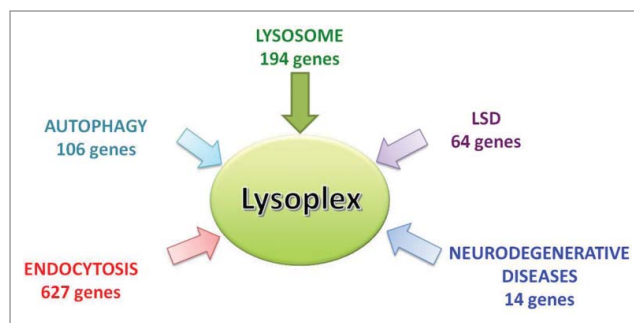 LYSOSOME
194 genes
AUTOPHAGY
106 genes
LSD
64 genes
Lysoplex
ENDOCYTOSIS
627 genes
NEURODEGENERATIVE
DISEASES
14 genes